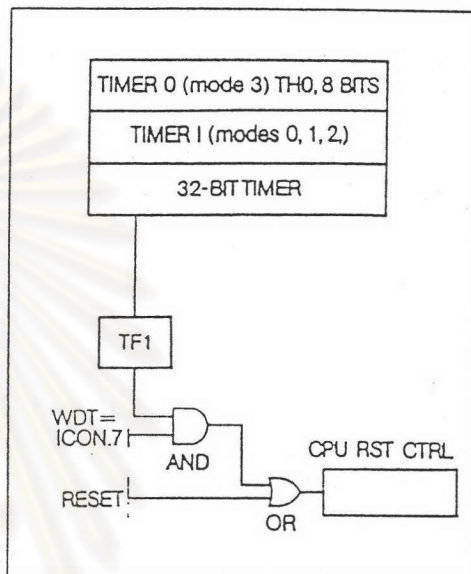 TIMER 0 (mode 3) TH0, 8 BITS
TIMER I (modes 0, 1, 2,)
32-BIT TIMER
TF1
WDT=
ICON.7
AND
CPU RST CTRL
RESET
OR